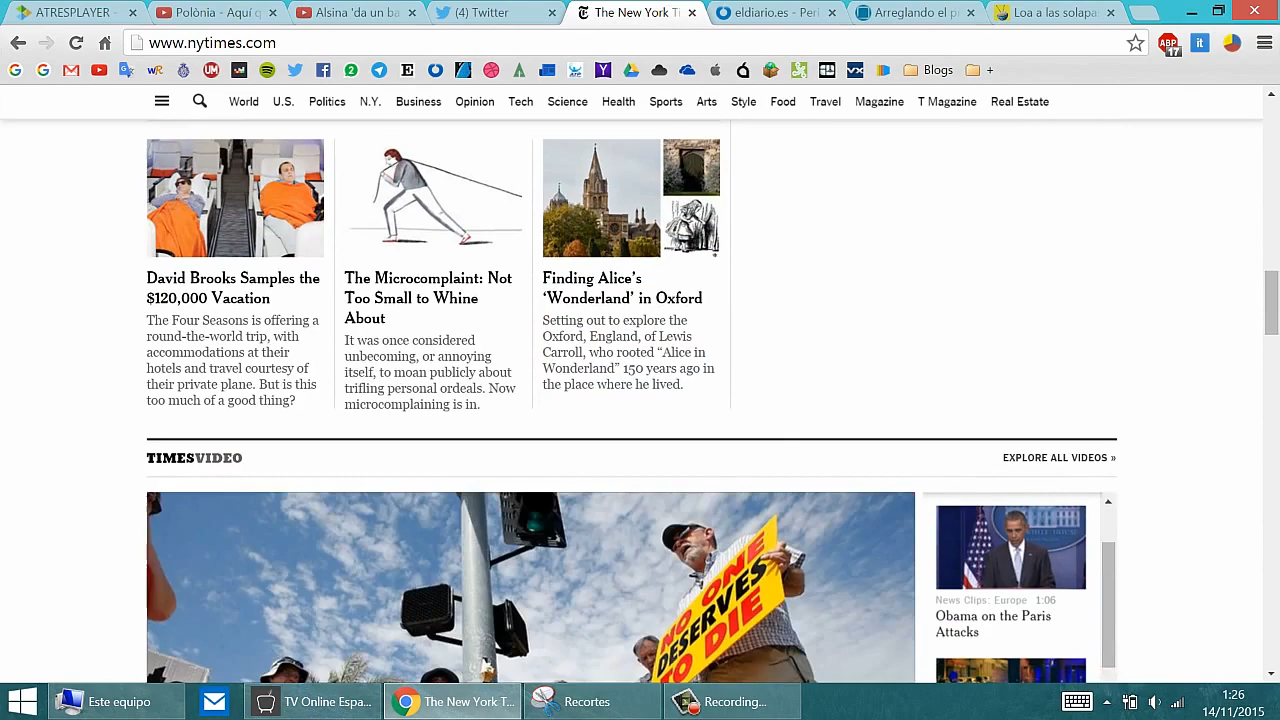 ATRESPLAYER -
Polònia - Aquí q
Alsina 'da un ba
(4) Twitter
The New York Ti
eldiario.es - Peri
Arreglando el pr
Loa a las solapa
www.nytimes.com
ABP
17
it
Blogs
+
World U.S. Politics N.Y. Business Opinion Tech Science Health Sports Arts Style Food Travel Magazine T Magazine Real Estate
David Brooks Samples the
$120,000 Vacation
The Four Seasons is offering a
round-the-world trip, with
accommodations at their
hotels and travel courtesy of
their private plane. But is this
too much of a good thing?
The Microcomplaint: Not
Too Small to Whine
About
It was once considered
unbecoming, or annoying
itself, to moan publicly about
trifling personal ordeals. Now
microcomplaining is in.
Finding Alice's
'Wonderland' in Oxford
Setting out to explore the
Oxford, England, of Lewis
Carroll, who rooted "Alice in
Wonderland" 150 years ago in
the place where he lived.
TIMESVIDEO
EXPLORE ALL VIDEOS »
NO ONE
DESERVES
TO DIE
News Clips: Europe 1:06
Obama on the Paris
Attacks
Este equipo
TV Online Espa...
The New York T...
Recortes
Recording...
1:26
14/11/2015